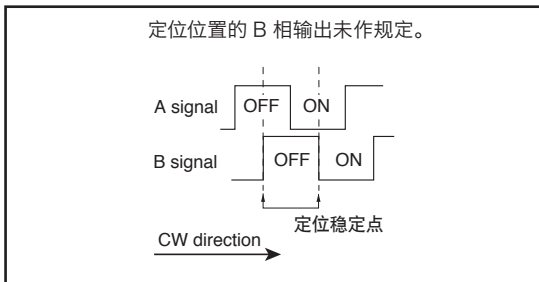 定位位置的 B 相输出未作规定。
A signal OFF ON
B signal OFF ON
定位稳定点
CW direction